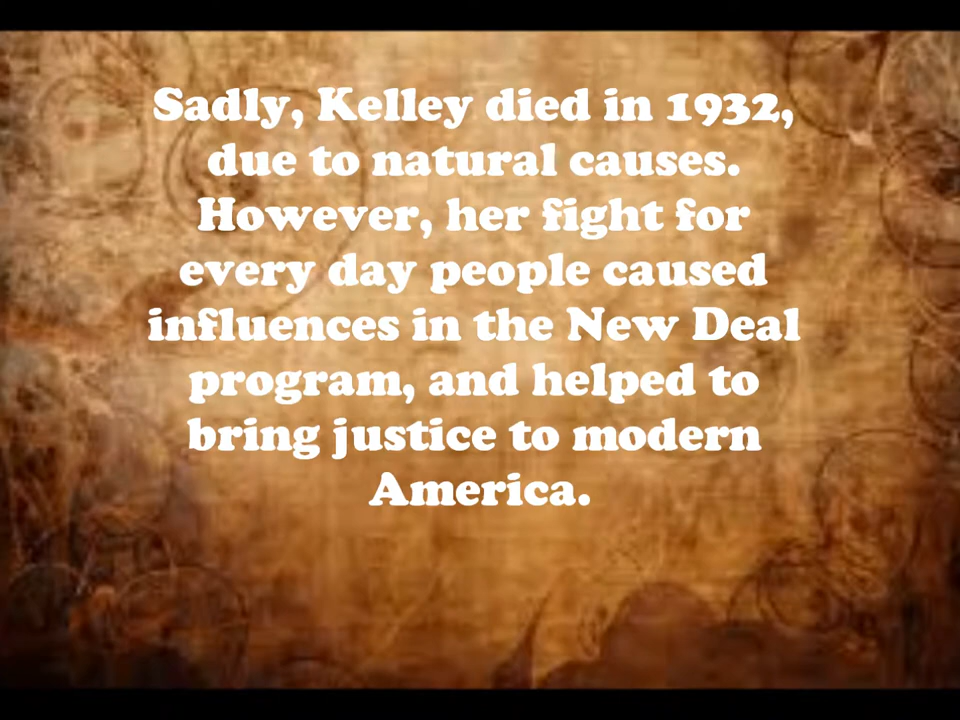 Sadly, Kelley died in 1932,
due to natural causes.
However, her fight for
every day people caused
influences in the New Deal
program, and helped to
bring justice to modern
America.